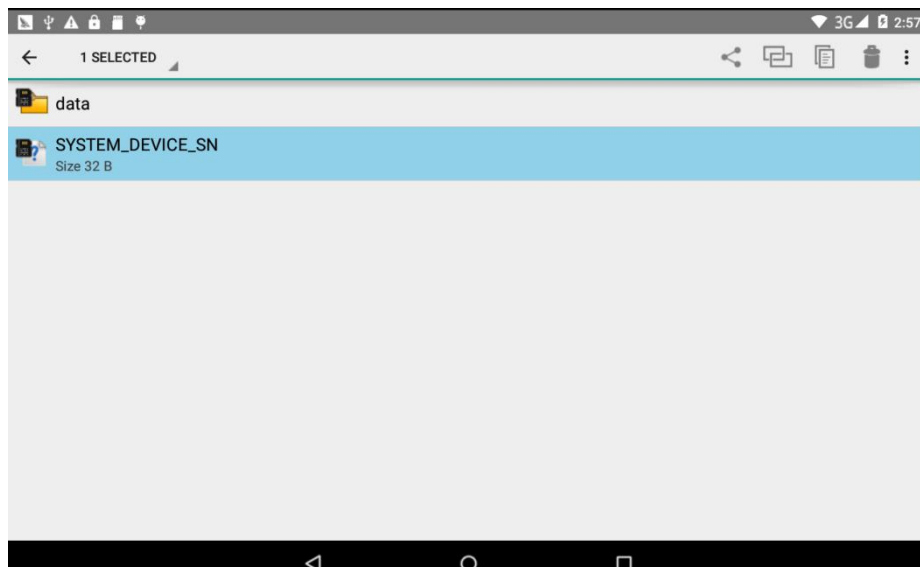 3G 2:57
1 SELECTED
data
SYSTEM_DEVICE_SN
Size 32 B